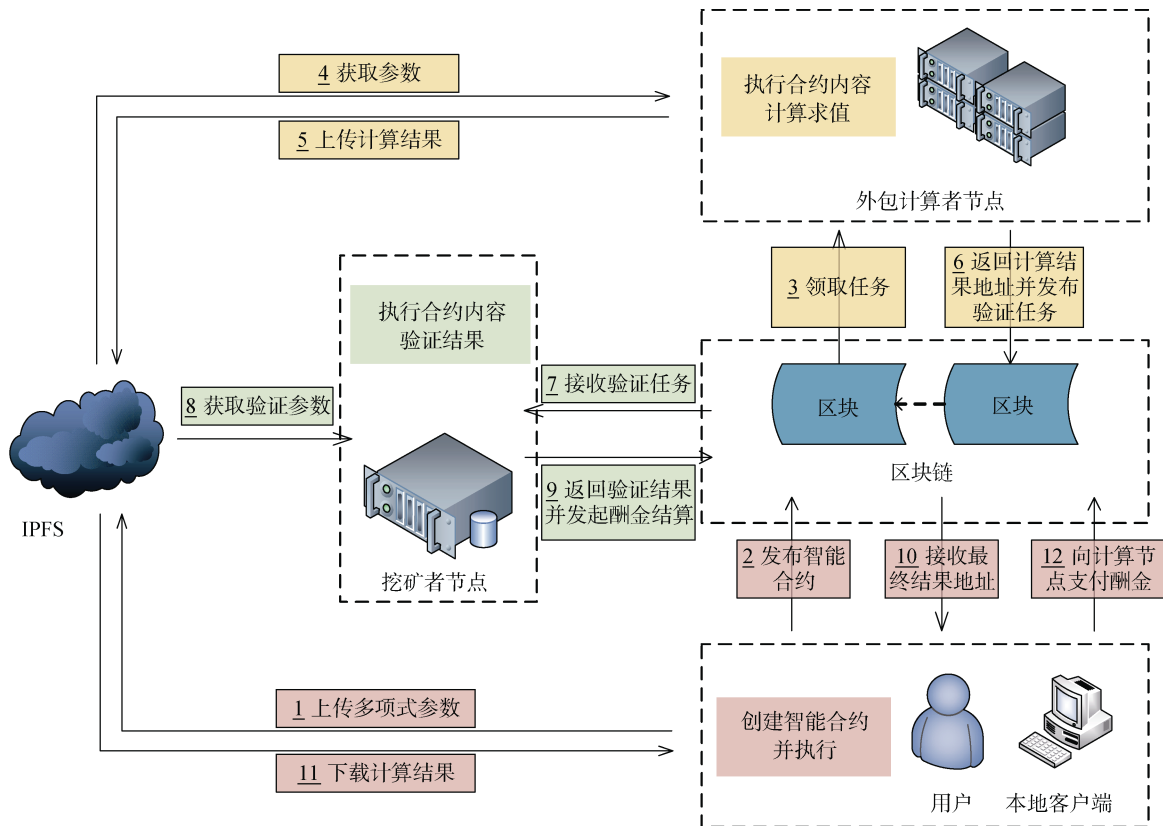 4 获取参数
5 上传计算结果
执行合约内容
计算求值
外包计算者节点
3 领取任务
6 返回计算结
果地址并发布
验证任务
执行合约内容
验证结果
7 接收验证任务
8 获取验证参数
区块
区块
区块链
IPFS
9 返回验证结果
并发起酬金结算
挖矿者节点
2 发布智能
合约
10 接收最
终结果地址
12 向计算节
点支付酬金
1 上传多项式参数
11 下载计算结果
创建智能合约
并执行
用户
本地客户端